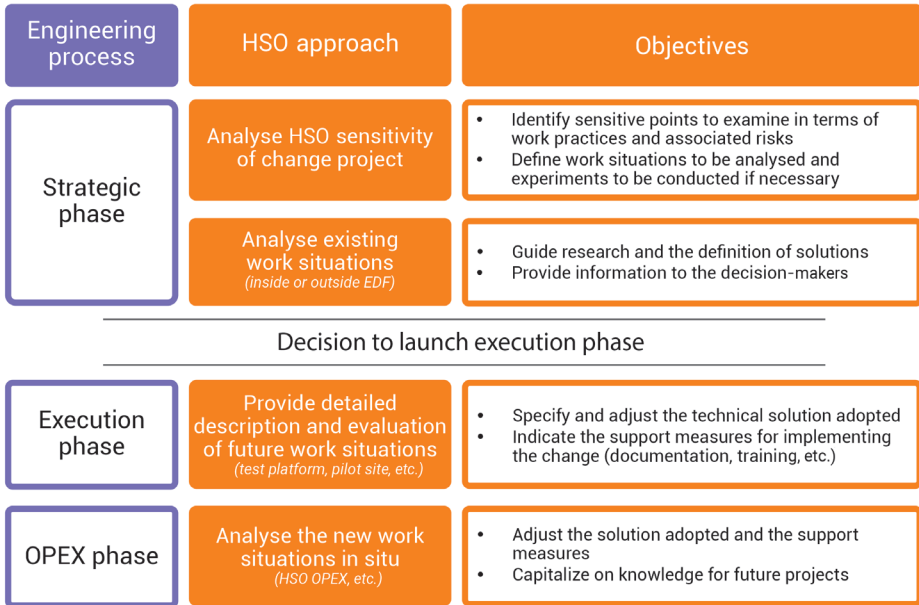 Engineering
process
HSO approach
Objectives
Strategic
phase
Analyse HSO sensitivity
of change project
• Identify sensitive points to examine in terms of
work practices and associated risks
• Define work situations to be analysed and
experiments to be conducted if necessary
Analyse existing
work situations
(inside or outside EDF)
• Guide research and the definition of solutions
• Provide information to the decision-makers
Decision to launch execution phase
Execution
phase
Provide detailed
description and evaluation
of future work situations
(test platform, pilot site, etc.)
• Specify and adjust the technical solution adopted
• Indicate the support measures for implementing
the change (documentation, training, etc.)
OPEX phase
Analyse the new work
situations in situ
(HSO OPEX, etc.)
• Adjust the solution adopted and the support
measures
• Capitalize on knowledge for future projects